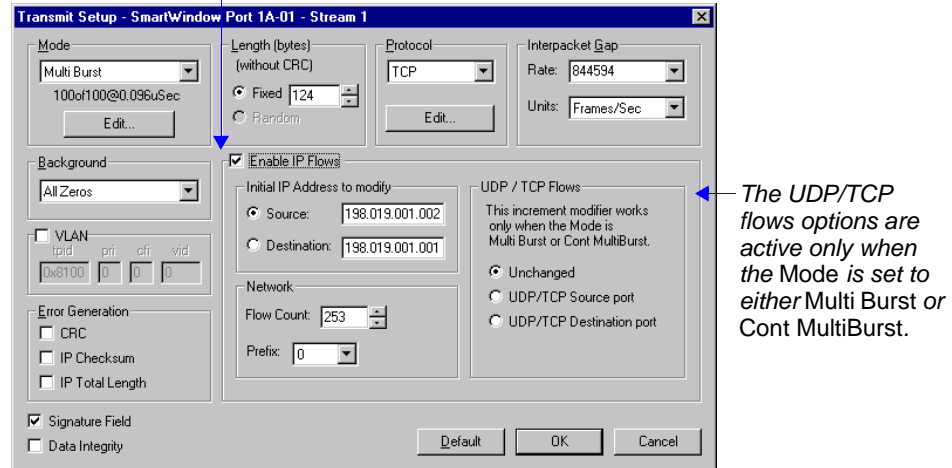 Transmit Setup - SmartWindow Port 1A-01 - Stream 1
Mode
Multi Burst
100of100@0.096uSec
Edit...
Length (bytes)
(without CRC)
Fixed 124
Random
Protocol
TCP
Edit...
Interpacket Gap
Rate: 844594
Units: Frames/Sec
Background
All Zeros
VLAN
tpid pri cfi vid
0x8100 0 0 0
Error Generation
CRC
IP Checksum
IP Total Length
Signature Field
Data Integrity
Enable IP Flows
Initial IP Address to modify
Source: 198.019.001.002
Destination: 198.019.001.001
Network
Flow Count: 253
Prefix: 0
UDP / TCP Flows
This increment modifier works
only when the Mode is
Multi Burst or Cont MultiBurst.
Unchanged
UDP/TCP Source port
UDP/TCP Destination port
Default OK Cancel
The UDP/TCP
flows options are
active only when
the Mode is set to
either Multi Burst or
Cont MultiBurst.